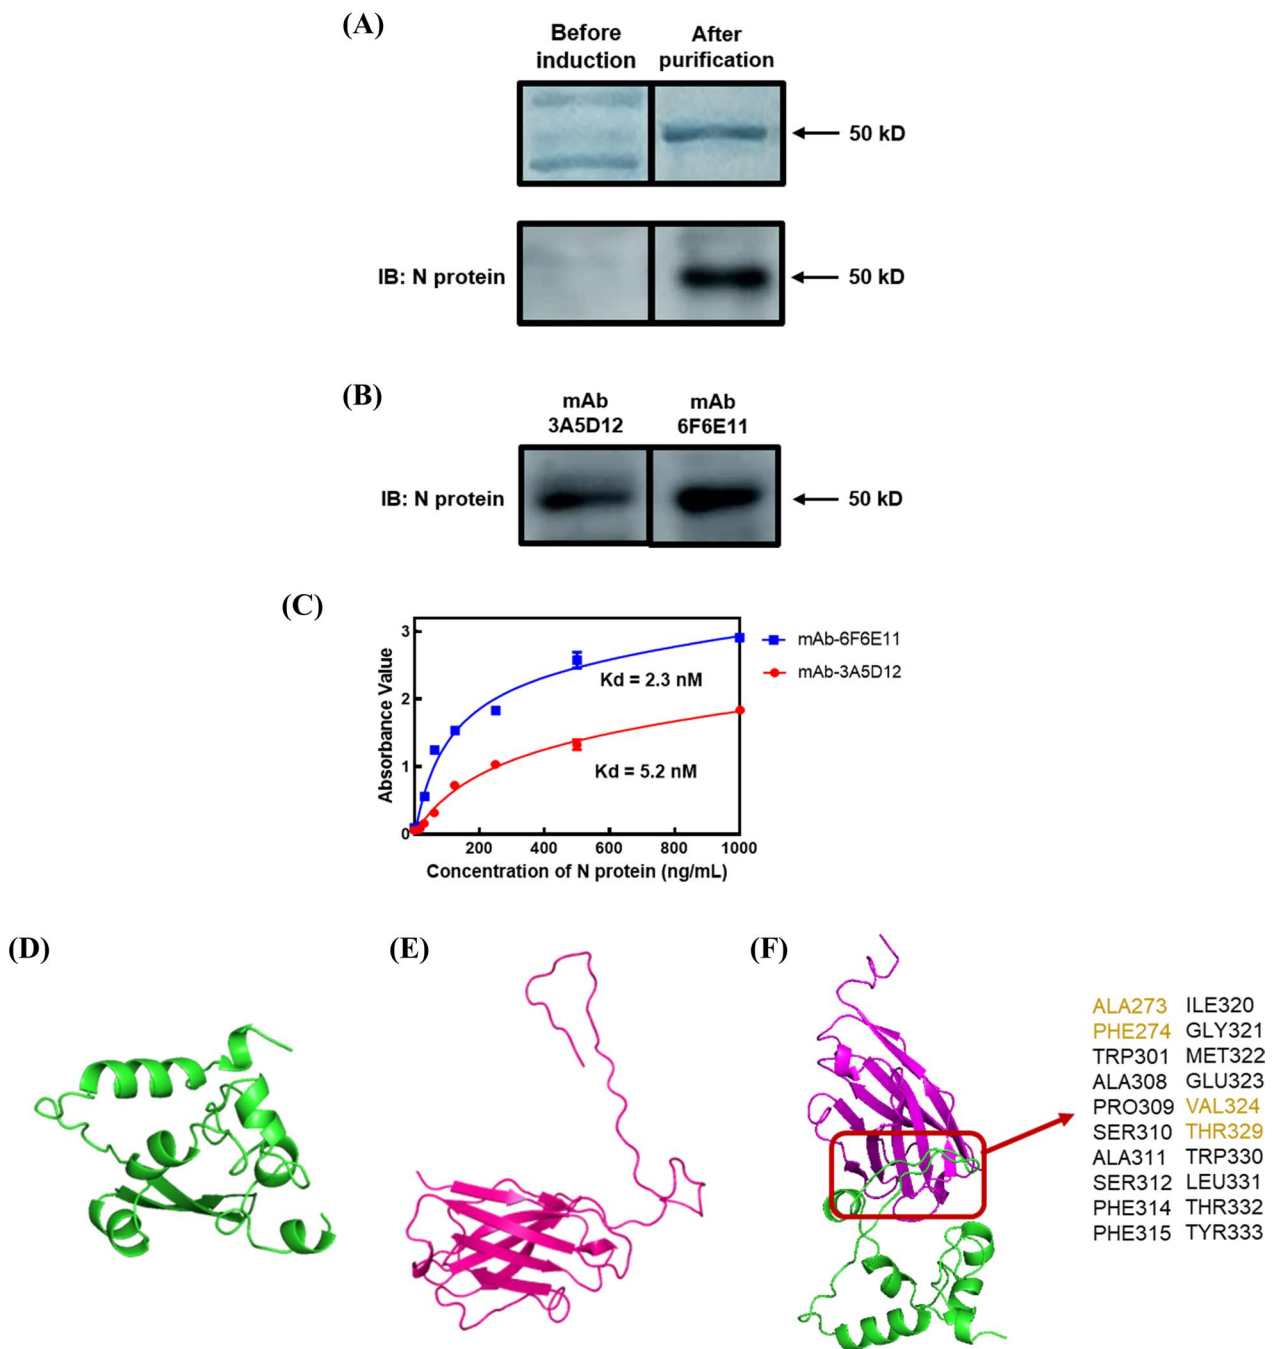 (A)
Before
induction
After
purification
50 kD
IB: N protein
50 kD
(B)
mAb
3A5D12
mAb
6F6E11
IB: N protein
50 kD
(C)
Absorbance Value
3
2
1
0
200 400 600 800 1000
Concentration of N protein (ng/mL)
Kd = 2.3 nM
Kd = 5.2 nM
mAb-6F6E11
mAb-3A5D12
(D)
(E)
(F)
ALA273 ILE320
PHE274 GLY321
TRP301 MET322
ALA308 GLU323
PRO309 VAL324
SER310 THR329
ALA311 TRP330
SER312 LEU331
PHE314 THR332
PHE315 TYR333